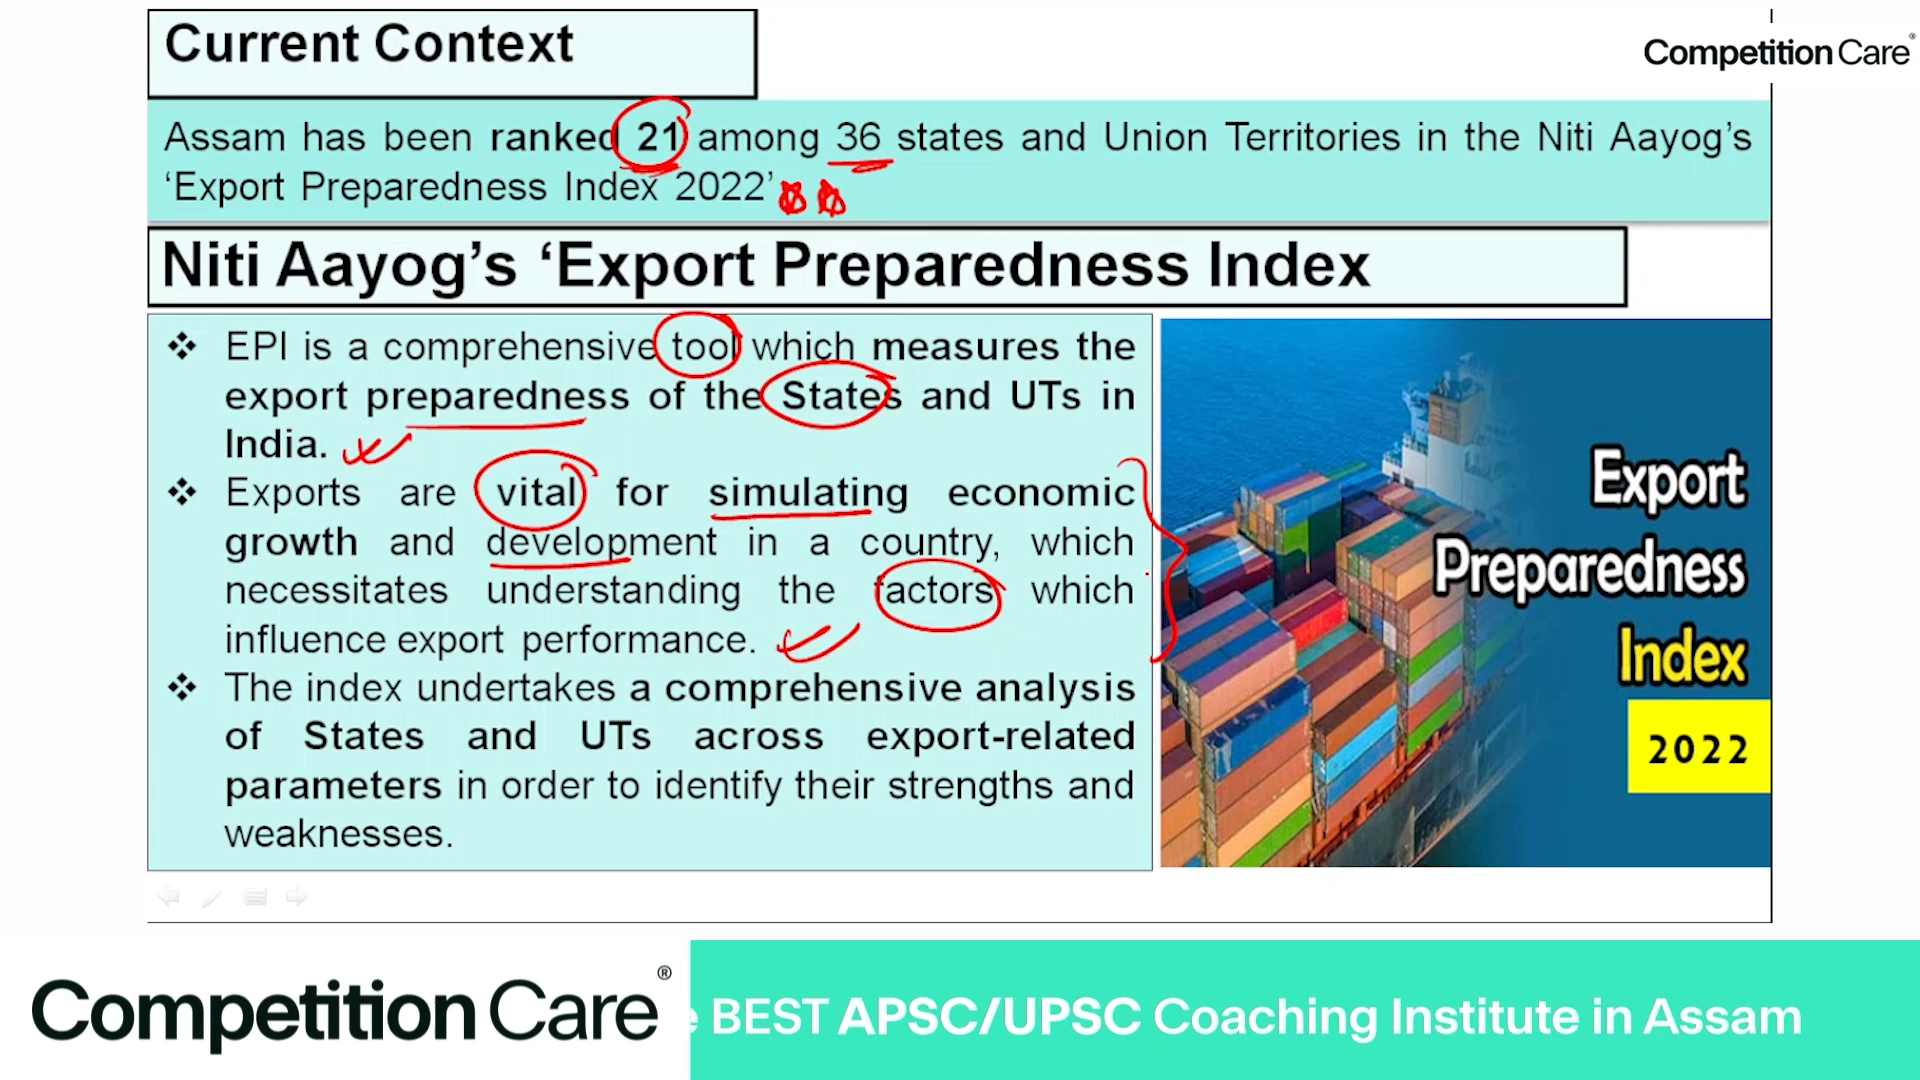 Current Context
Competition Care
Assam has been ranked 21 among 36 states and Union Territories in the Niti Aayog's
‘Export Preparedness Index 2022’
Niti Aayog's ‘Export Preparedness Index
❖ EPI is a comprehensive tool which measures the
export preparedness of the States and UTs in
India.
❖ Exports are vital for simulating economic
growth and development in a country, which
necessitates understanding the factors which
influence export performance.
❖ The index undertakes a comprehensive analysis
of States and UTs across export-related
parameters in order to identify their strengths and
weaknesses.
Export
Preparedness
Index
2022
Competition Care®
e BEST APSC/UPSC Coaching Institute in Assam